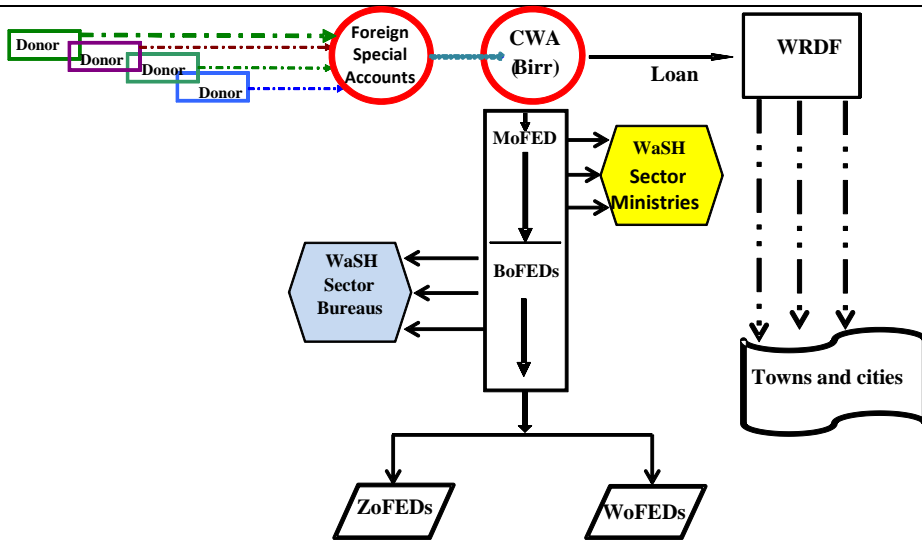 Donor
Donor
Donor
Donor
Foreign
Special
Accounts
CWA
(Birr)
Loan
WRDF
MoFED
WaSH
Sector
Ministries
WaSH
Sector
Bureaus
BoFEDs
Towns and cities
ZoFEDs
WoFEDs